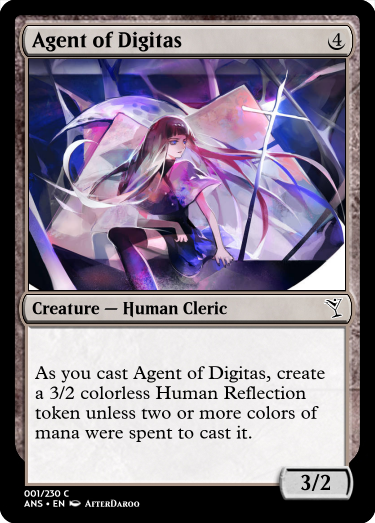 Agent of Digitas 4
Creature — Human Cleric
As you cast Agent of Digitas, create
a 3/2 colorless Human Reflection
token unless two or more colors of
mana were spent to cast it.
3/2
001/230 C
ANS • EN AfterDaroo